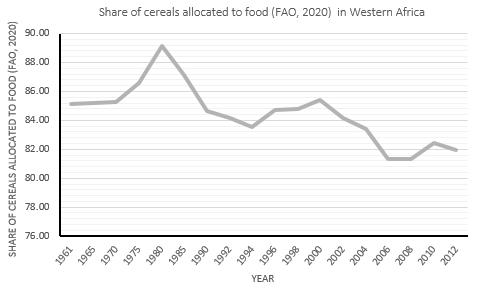 Share of cereals allocated to food (FAO, 2020) in Western Africa
SHARE OF CEREALS ALLOCATED TO FOOD (FAO, 2020)
90.00
88.00
86.00
84.00
82.00
80.00
78.00
76.00
1961 1965 1970 1975 1980 1985 1990 1992 1994 1996 1998 2000 2002 2004 2006 2008 2010 2012
YEAR